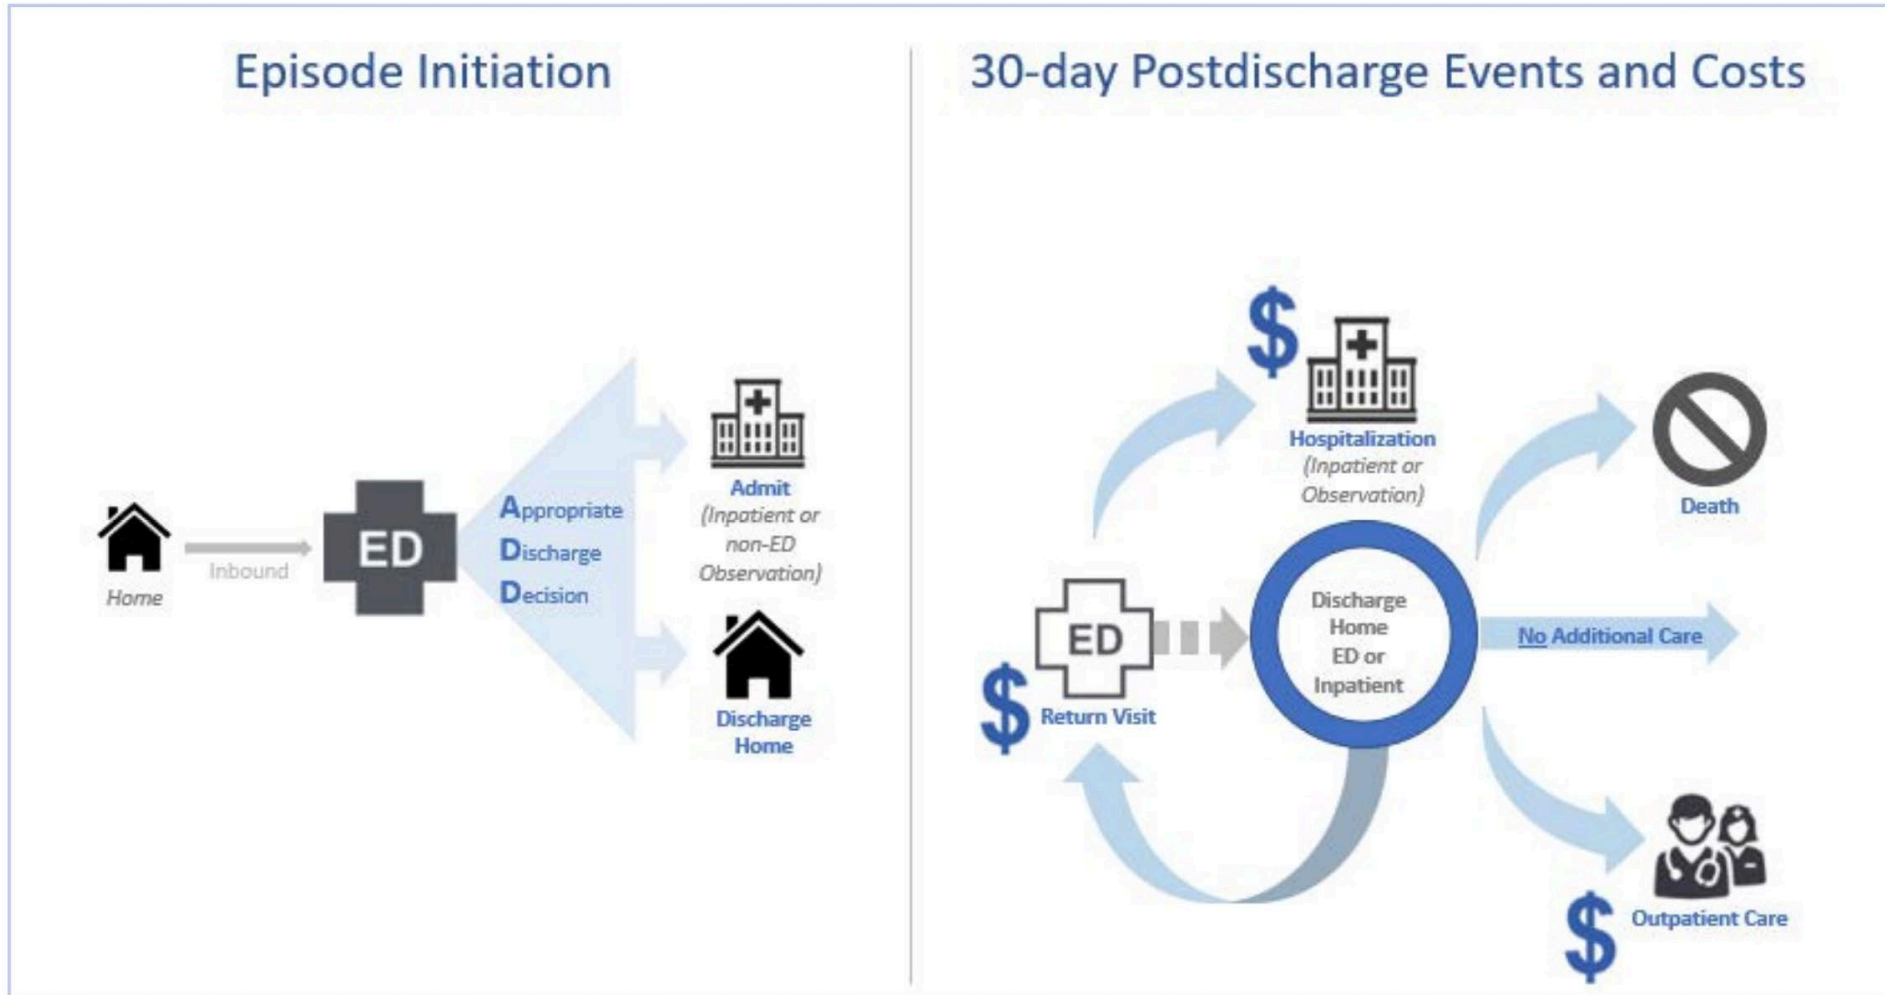 Episode Initiation
Home
Inbound
ED
Appropriate
Discharge
Decision
Admit
(Inpatient or
non-ED
Observation)
Discharge
Home
30-day Postdischarge Events and Costs
$
Hospitalization
(Inpatient or
Observation)
Death
ED
$
Return Visit
Discharge
Home
ED or
Inpatient
No Additional Care
$
Outpatient Care